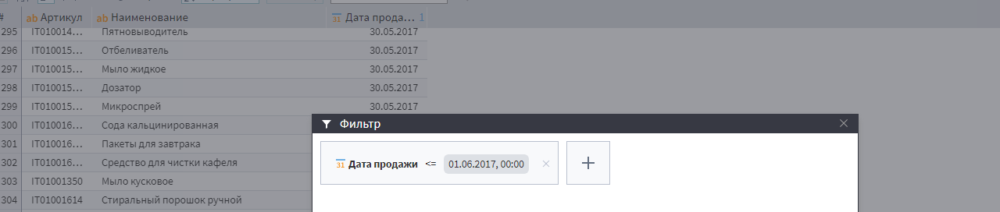 # ab Артикул ab Наименование 31 Дата прода... 1
295 IT010014... Пятновыводитель 30.05.2017
296 IT010015... Отбеливатель 30.05.2017
297 IT010015... Мыло жидкое 30.05.2017
298 IT010015... Дозатор 30.05.2017
299 IT010015... Микроспрей 30.05.2017
300 IT010016... Сода кальцинированная
Фильтр
301 IT010016... Пакеты для завтрака
302 IT010016... Средство для чистки кафеля
31 Дата продажи <= 01.06.2017, 00:00
303 IT01001350 Мыло кусковое
304 IT01001614 Стиральный порошок ручной